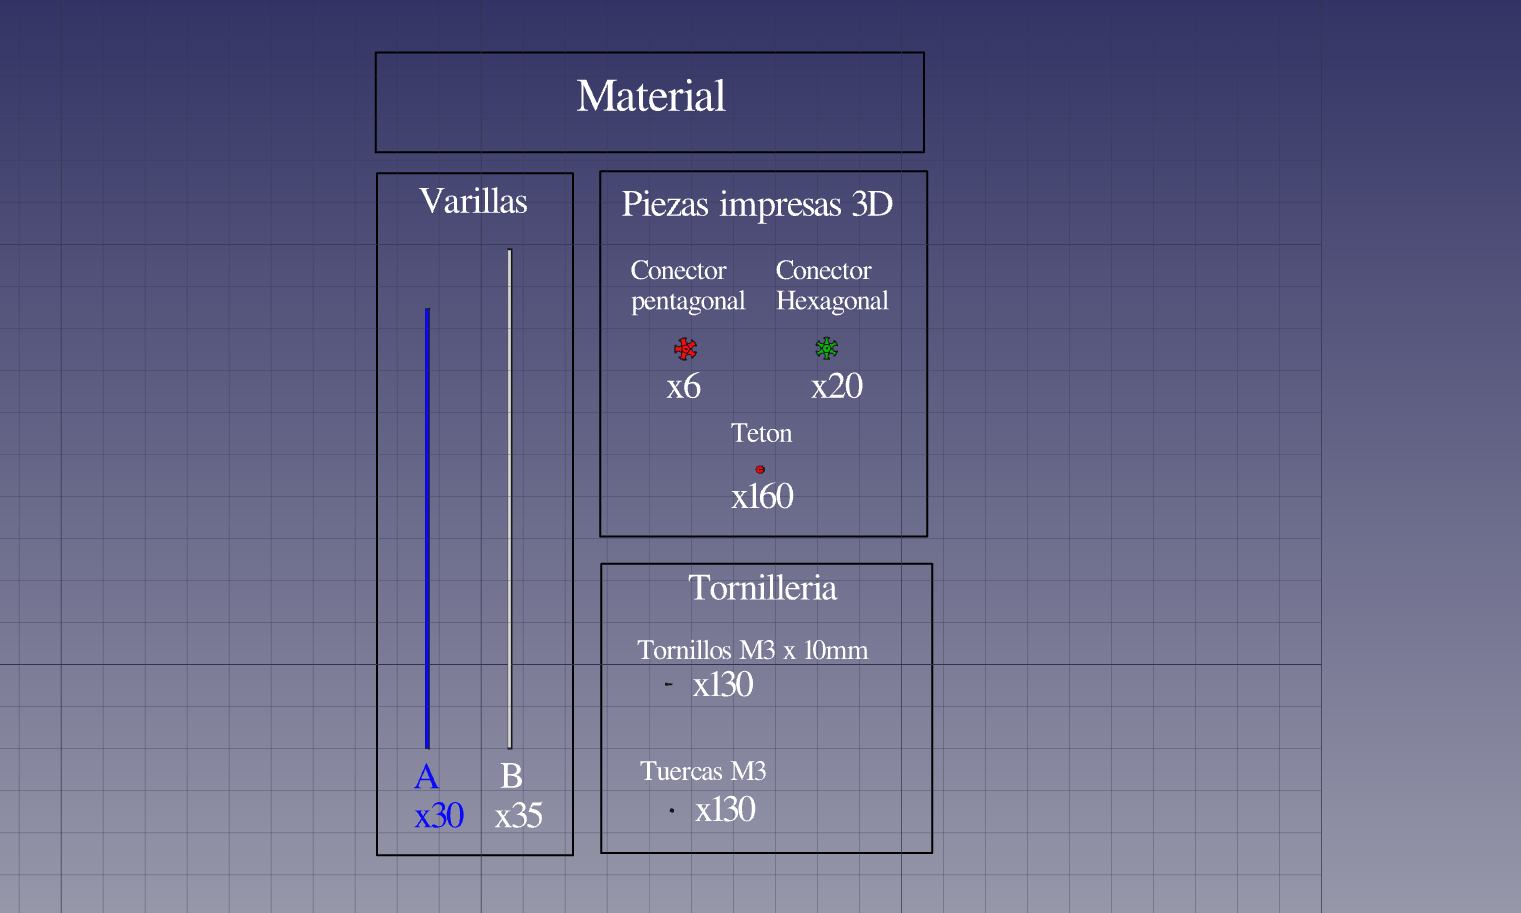 Material
Varillas
A
x30
B
x35
Piezas impresas 3D
Conector
pentagonal
x6
Conector
Hexagonal
x20
Teton
x160
Tornilleria
Tornillos M3 x 10mm
x130
Tuercas M3
x130